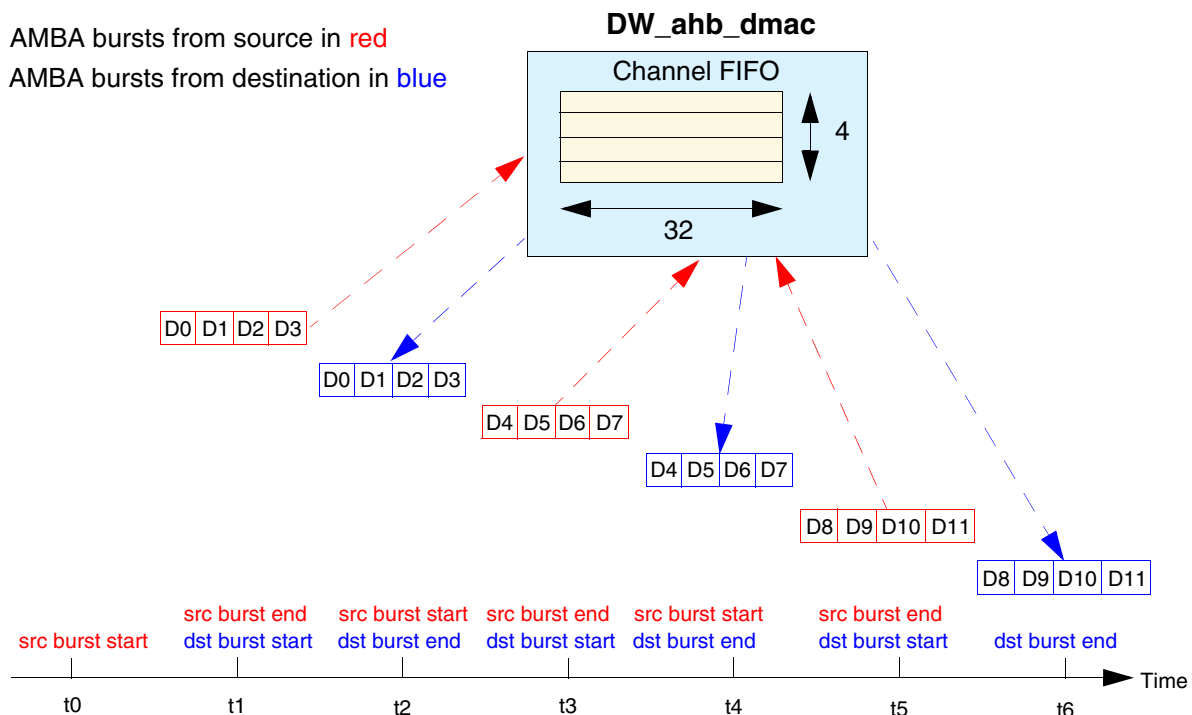 DW_ahb_dmac
AMBA bursts from source in red
AMBA bursts from destination in blue
Channel FIFO
4
32
D0 D1 D2 D3
D0 D1 D2 D3
D4 D5 D6 D7
D4 D5 D6 D7
D8 D9 D10 D11
D8 D9 D10 D11
src burst end src burst start src burst end src burst start src burst end
src burst start dst burst start dst burst end dst burst start dst burst end dst burst start dst burst end
Time
t0 t1 t2 t3 t4 t5 t6